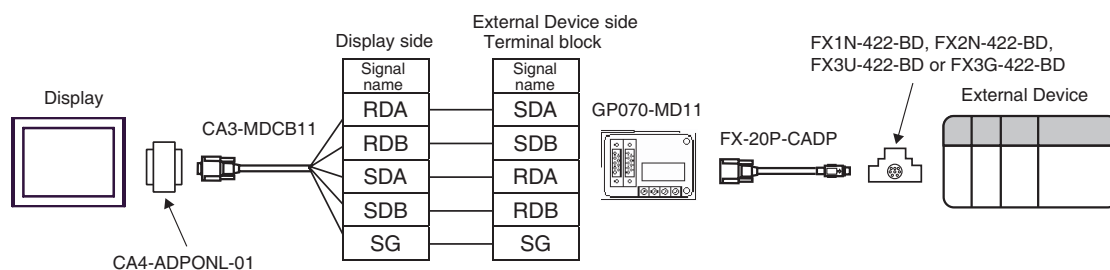 External Device side
Display side Terminal block
FX1N-422-BD, FX2N-422-BD,
FX3U-422-BD or FX3G-422-BD
Display
CA3-MDCB11
CA4-ADPONL-01
Signal name Signal name
RDA SDA
RDB SDB
SDA RDA
SDB RDB
SG SG
GP070-MD11
FX-20P-CADP
External Device